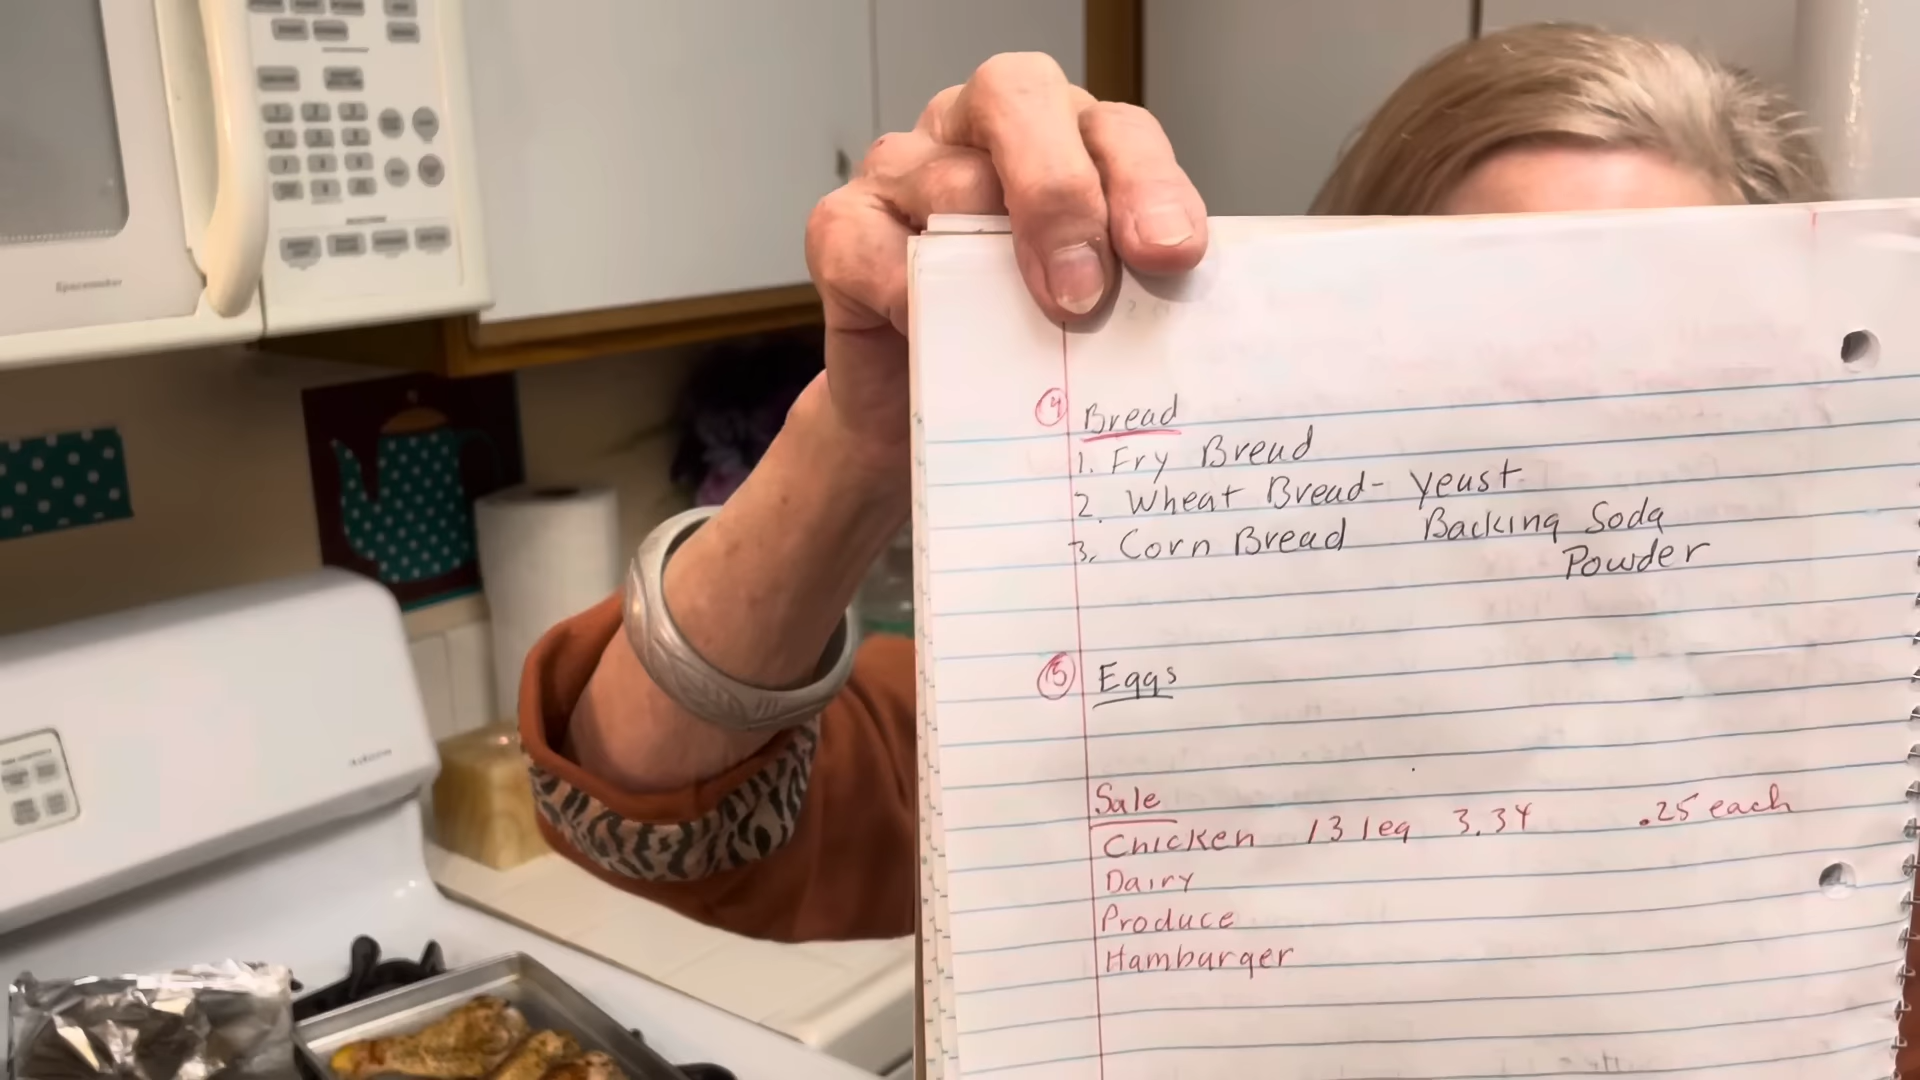 Spacemaker
④ Bread
1. Fry Bread
2. Wheat Bread - Yeast
3. Corn Bread Backing Soda
Powder
⑤ Eggs
Sale
Chicken 13 leg 3.34 .25 each
Dairy
Produce
Hamburger